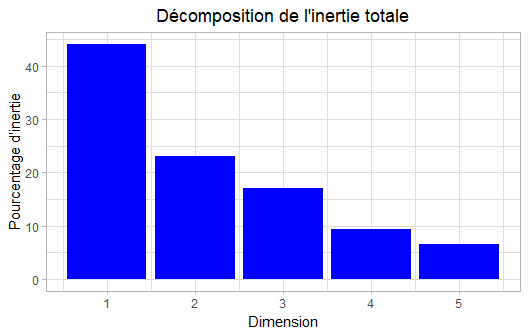 Décomposition de l'inertie totale
Pourcentage d'inertie
40
30
20
10
0
1 2 3 4 5
Dimension